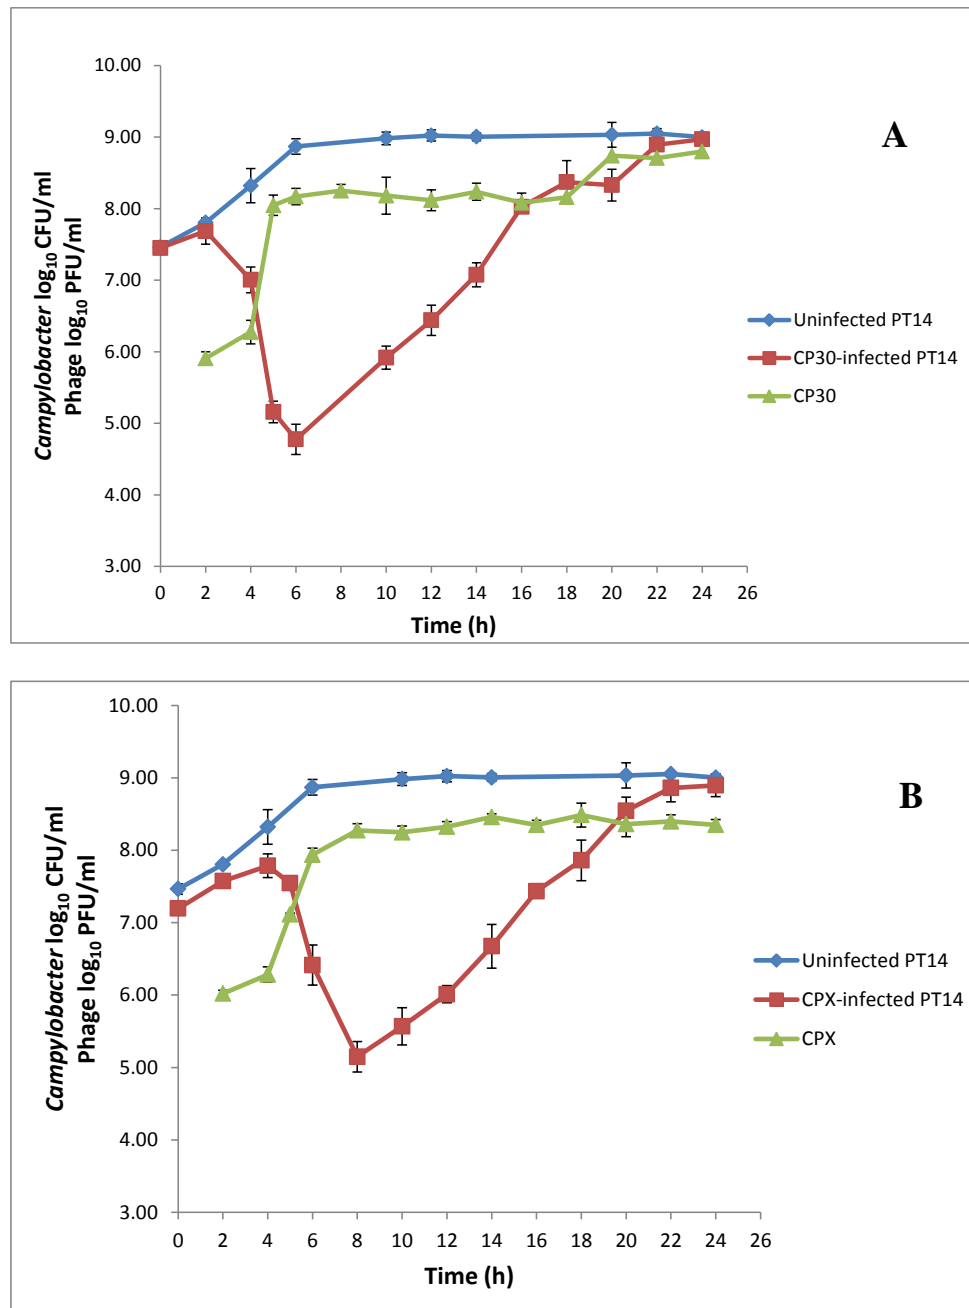 A
10.00
9.00
8.00
7.00
6.00
5.00
4.00
3.00
Campylobacter log10 CFU/ml
Phage log10 PFU/ml
0 2 4 6 8 10 12 14 16 18 20 22 24 26
Time (h)
Uninfected PT14
CP30-infected PT14
CP30
B
10.00
9.00
8.00
7.00
6.00
5.00
4.00
3.00
Campylobacter log10 CFU/ml
Phage log10 PFU/ml
0 2 4 6 8 10 12 14 16 18 20 22 24 26
Time (h)
Uninfected PT14
CPX-infected PT14
CPX